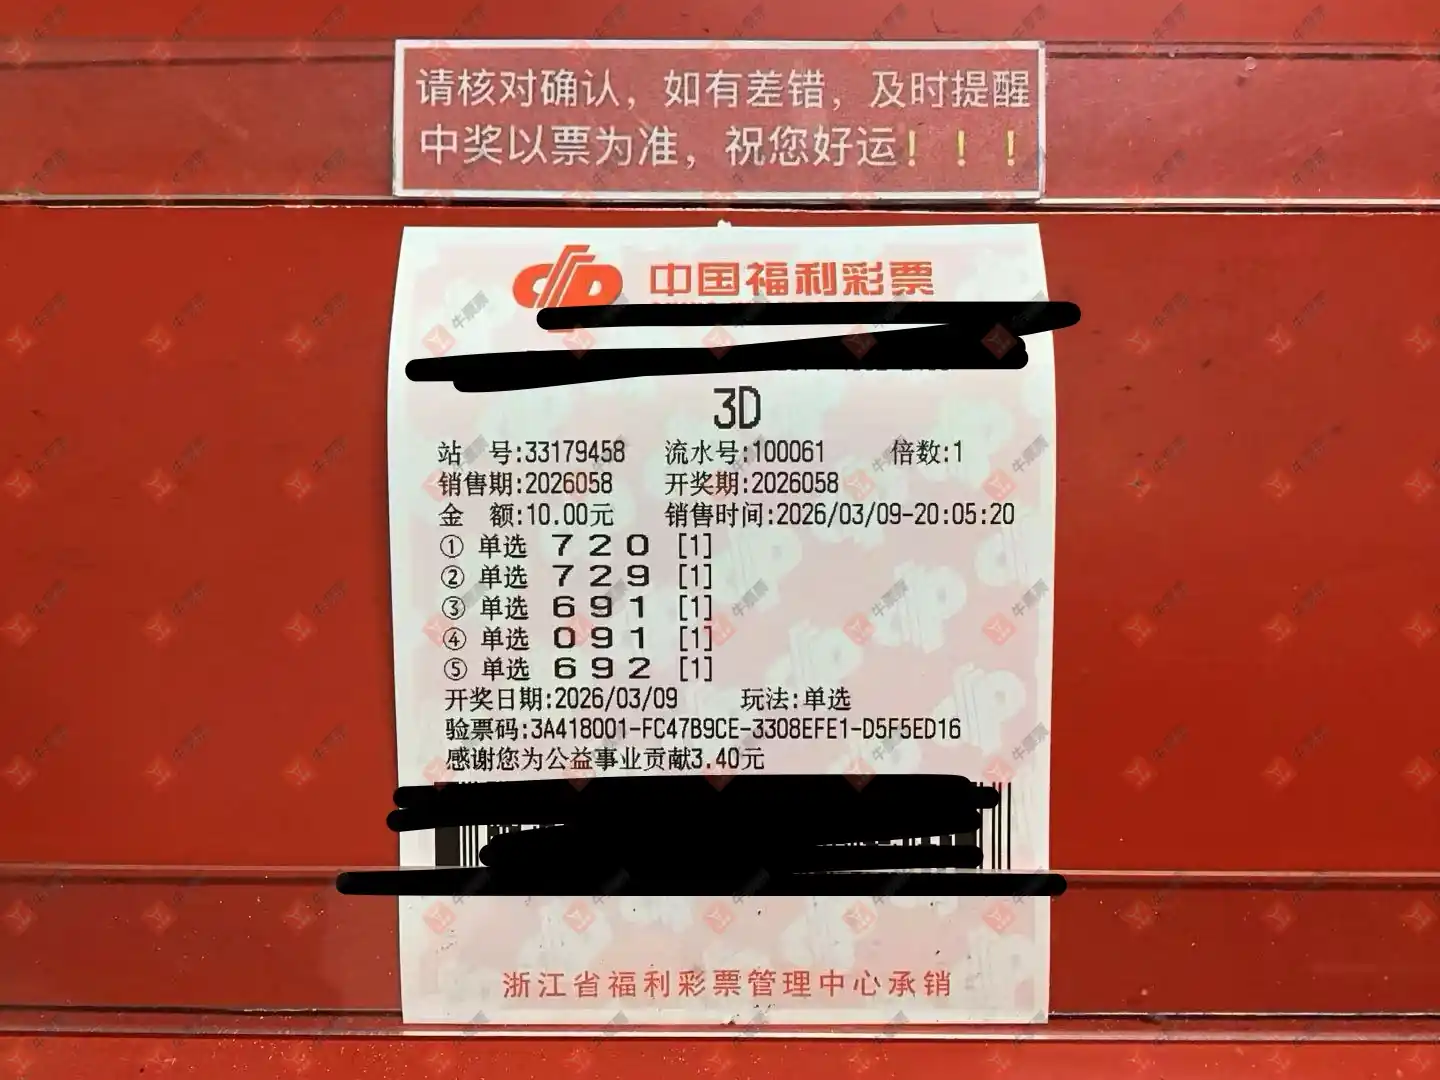 请核对确认，如有差错，及时提醒
中奖以票为准，祝您好运！！！
中国福利彩票
3D
站 号:33179458 流水号:100061 倍数:1
销售期:2026058 开奖期:2026058
金 额:10.00元 销售时间:2026/03/09-20:05:20
① 单选 7 2 0 [1]
② 单选 7 2 9 [1]
③ 单选 6 9 1 [1]
④ 单选 0 9 1 [1]
⑤ 单选 6 9 2 [1]
开奖日期:2026/03/09 玩法:单选
验票码:3A418001-FC47B9CE-3308EFE1-D5F5ED16
感谢您为公益事业贡献3.40元
浙江省福利彩票管理中心承销